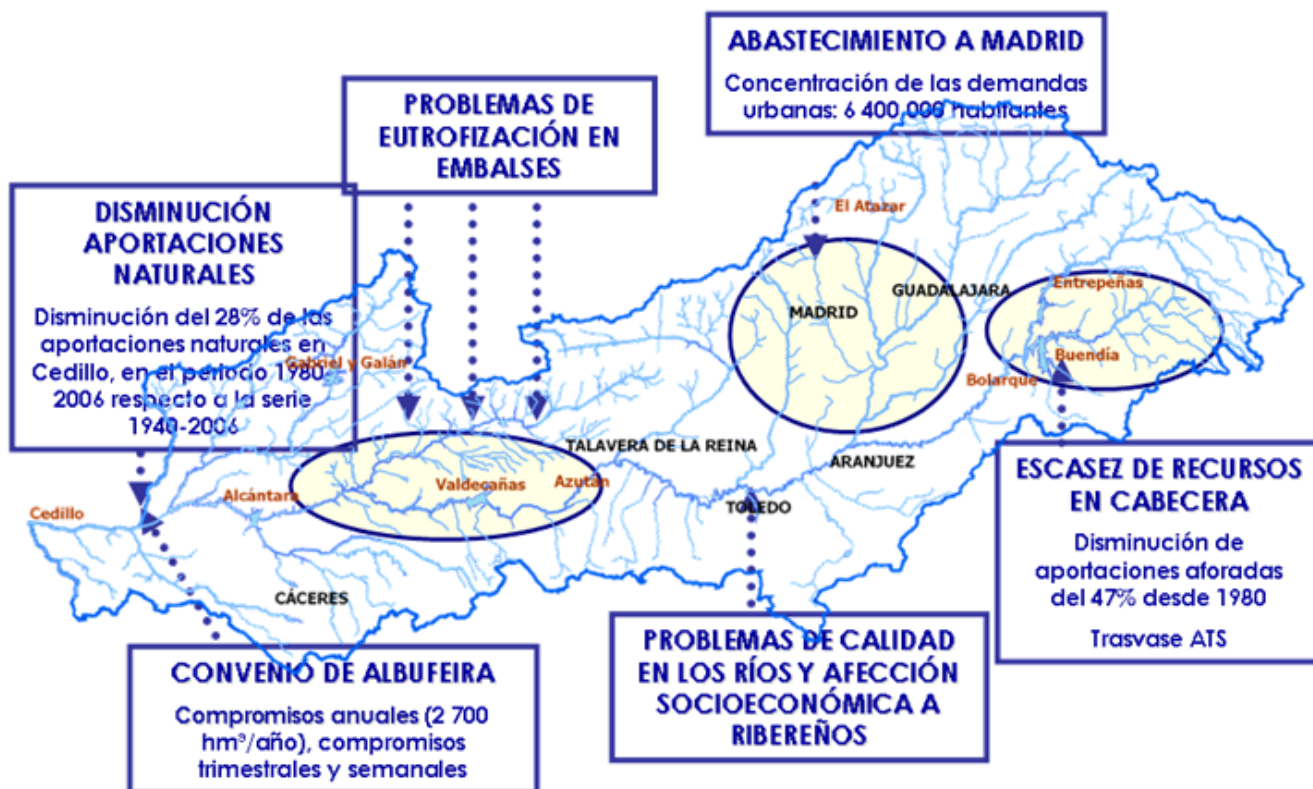 ABASTECIMIENTO A MADRID
Concentración de las demandas
urbanas: 6 400 000 habitantes
PROBLEMAS DE
EUTROFIZACIÓN EN
EMBALSES
DISMINUCIÓN
APORTACIONES
NATURALES
Disminución del 28% de las
aportaciones naturales en
Cedillo, en el periodo 1980-
2006 respecto a la serie
1940-2006
El Atazar
GUADALAJARA
Entrepeñas
MADRID
Buendía
Bolarque
Gabriel y Galán
TALAVERA DE LA REINA
ARANJUEZ
Alcántara
Valdecañas
Azután
TOLEDO
Cedillo
CÁCERES
ESCASEZ DE RECURSOS
EN CABECERA
Disminución de
aportaciones aforadas
del 47% desde 1980
Trasvase ATS
CONVENIO DE ALBUFEIRA
Compromisos anuales (2 700
hm³/año), compromisos
trimestrales y semanales
PROBLEMAS DE CALIDAD
EN LOS RÍOS Y AFECCIÓN
SOCIOECONÓMICA A
RIBEREÑOS